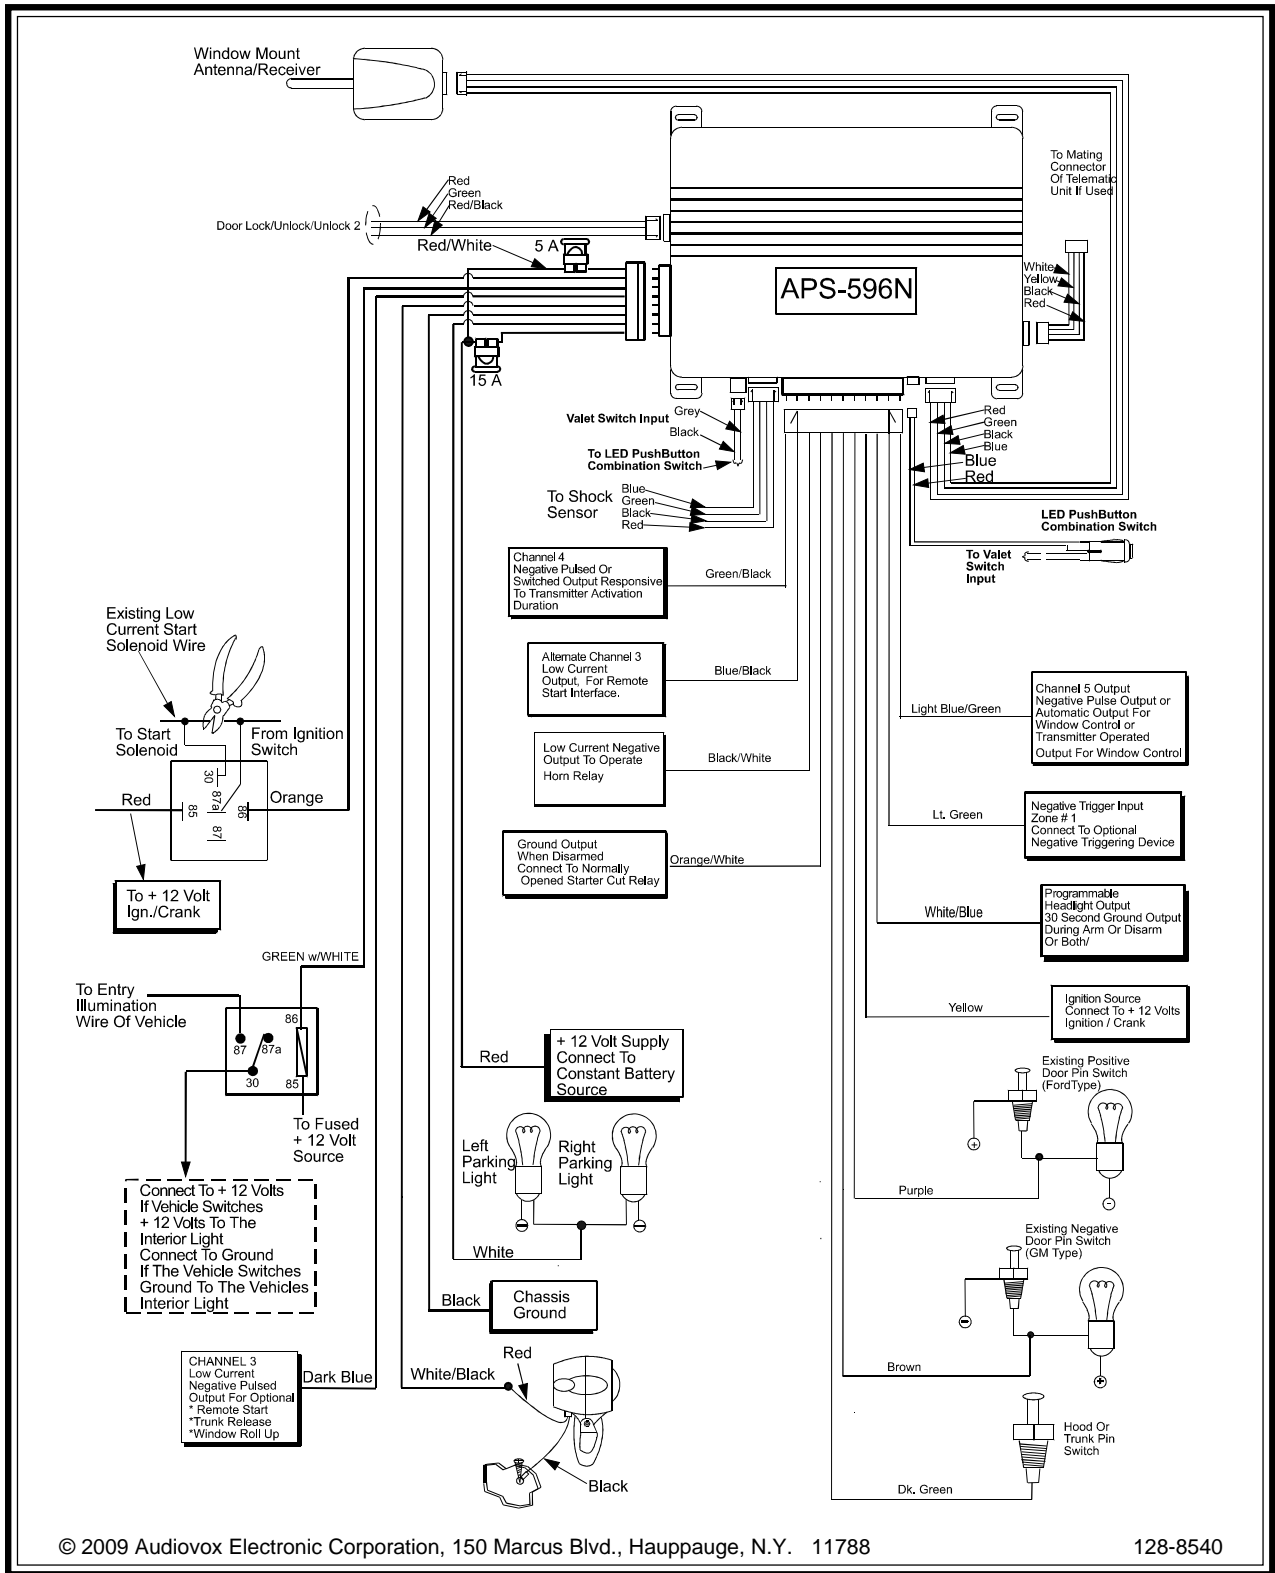 Window Mount
Antenna/Receiver
To Mating
Connector
Of Telematic
Unit If Used
Red
Green
Red/Black
Door Lock/Unlock/Unlock 2
Red/White
5 A
APS-596N
White
Yellow
Black
Red
15 A
Valet Switch Input
Grey
Black
To LED PushButton
Combination Switch
Red
Green
Black
Blue
Blue
Red
To Shock
Sensor
Blue
Green
Black
Red
LED PushButton
Combination Switch
To Valet
Switch
Input
Channel 4
Negative Pulsed Or
Switched Output Responsive
To Transmitter Activation
Duration
Green/Black
Existing Low
Current Start
Solenoid Wire
Alternate Channel 3
Low Current
Output, For Remote
Start Interface.
Blue/Black
Light Blue/Green
Channel 5 Output
Negative Pulse Output or
Automatic Output For
Window Control or
Transmitter Operated
Output For Window Control
To Start
Solenoid
From Ignition
Switch
Low Current Negative
Output To Operate
Horn Relay
Black/White
30
87a
85
86
87
Red
Orange
Lt. Green
Negative Trigger Input
Zone # 1
Connect To Optional
Negative Triggering Device
Ground Output
When Disarmed
Connect To Normally
Opened Starter Cut Relay
Orange/White
To + 12 Volt
Ign./Crank
White/Blue
Programmable
Headlight Output
30 Second Ground Output
During Arm Or Disarm
Or Both/
GREEN w/WHITE
To Entry
Illumination
Wire Of Vehicle
86
87
87a
30
85
Yellow
Ignition Source
Connect To + 12 Volts
Ignition / Crank
Red
+ 12 Volt Supply
Connect To
Constant Battery
Source
Existing Positive
Door Pin Switch
(FordType)
To Fused
+ 12 Volt
Source
Left
Parking
Light
Right
Parking
Light
+
-
Purple
Connect To + 12 Volts
If Vehicle Switches
+ 12 Volts To The
Interior Light
Connect To Ground
If The Vehicle Switches
Ground To The Vehicles
Interior Light
White
Existing Negative
Door Pin Switch
(GM Type)
Black
Chassis
Ground
Brown
+
CHANNEL 3
Low Current
Negative Pulsed
Output For Optional
* Remote Start
*Trunk Release
*Window Roll Up
Dark Blue
White/Black
Red
Black
Hood Or
Trunk Pin
Switch
Dk. Green
© 2009 Audiovox Electronic Corporation, 150 Marcus Blvd., Hauppauge, N.Y. 11788
128-8540